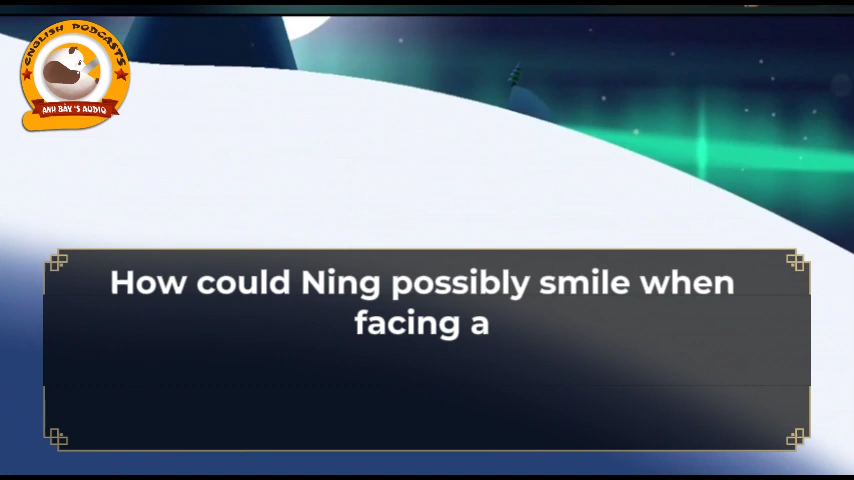 ENGLISH PODCASTS
ANH BẢY 'S AUDIO
How could Ning possibly smile when
facing a